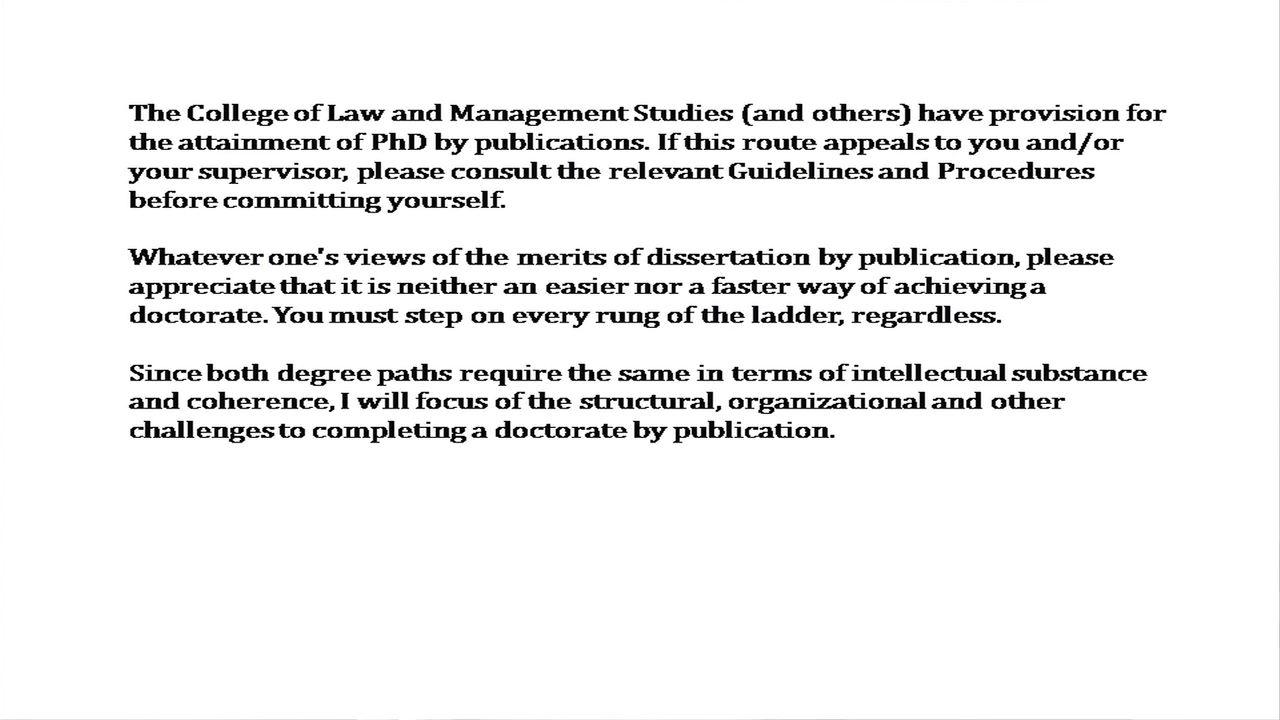 The College of Law and Management Studies (and others) have provision for
the attainment of PhD by publications. If this route appeals to you and/or
your supervisor, please consult the relevant Guidelines and Procedures
before committing yourself.
Whatever one's views of the merits of dissertation by publication, please
appreciate that it is neither an easier nor a faster way of achieving a
doctorate. You must step on every rung of the ladder, regardless.
Since both degree paths require the same in terms of intellectual substance
and coherence, I will focus of the structural, organizational and other
challenges to completing a doctorate by publication.